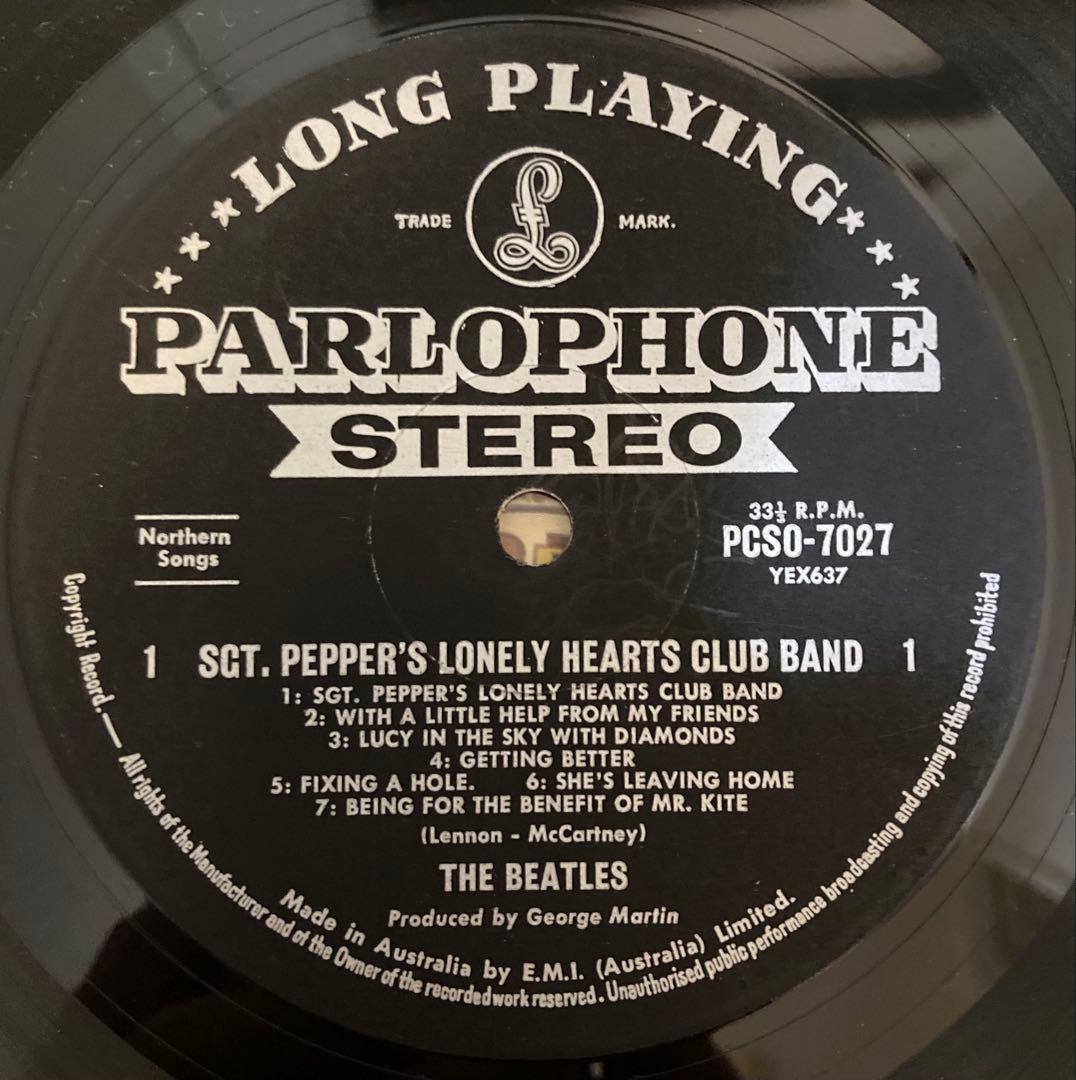 LONG PLAYING
TRADE £ MARK.
PARLOPHONE
STEREO
Northern
Songs
33⅓ R.P.M.
PCSO-7027
YEX637
1 SGT. PEPPER'S LONELY HEARTS CLUB BAND 1
1: SGT. PEPPER'S LONELY HEARTS CLUB BAND
2: WITH A LITTLE HELP FROM MY FRIENDS
3: LUCY IN THE SKY WITH DIAMONDS
4: GETTING BETTER
5: FIXING A HOLE. 6: SHE'S LEAVING HOME
7: BEING FOR THE BENEFIT OF MR. KITE
(Lennon - McCartney)
THE BEATLES
Produced by George Martin
Made in Australia by E.M.I. (Australia) Limited.
Copyright Record.— All rights of the Manufacturer and of the Owner of the recorded work reserved. Unauthorised public performance broadcasting and copying of this record prohibited